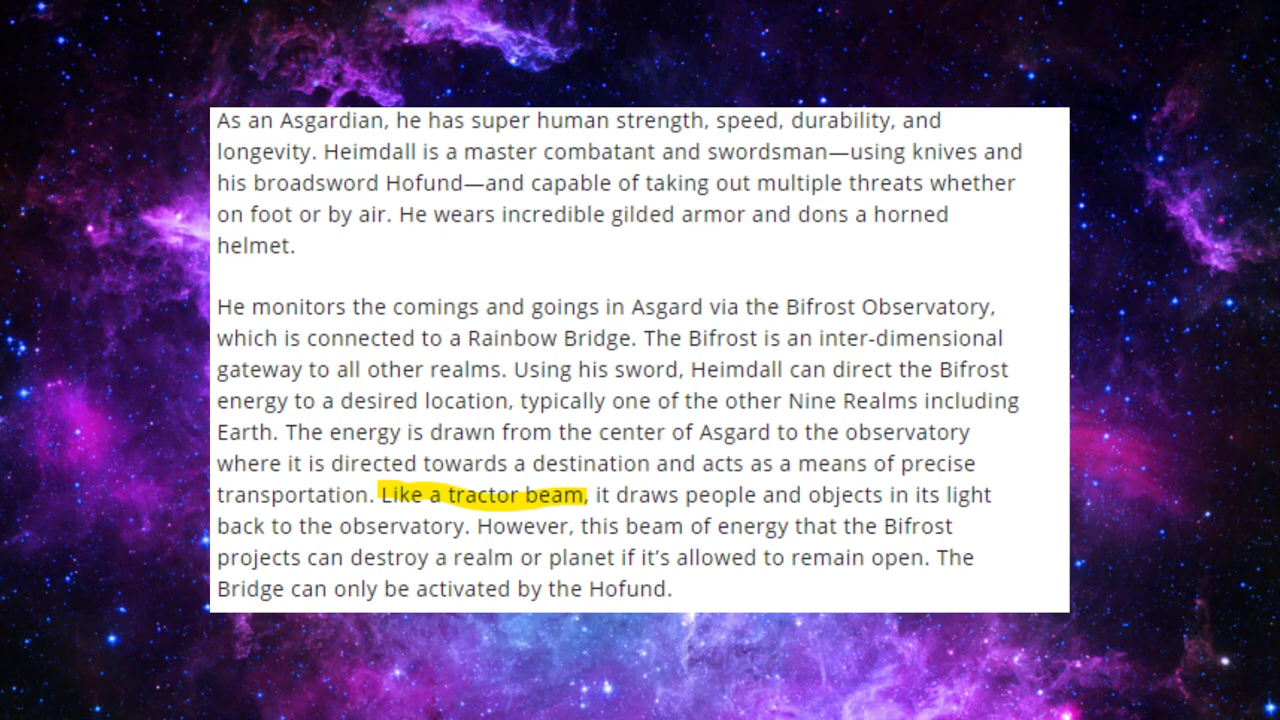 As an Asgardian, he has super human strength, speed, durability, and
longevity. Heimdall is a master combatant and swordsman—using knives and
his broadsword Hofund—and capable of taking out multiple threats whether
on foot or by air. He wears incredible gilded armor and dons a horned
helmet.
He monitors the comings and goings in Asgard via the Bifrost Observatory,
which is connected to a Rainbow Bridge. The Bifrost is an inter-dimensional
gateway to all other realms. Using his sword, Heimdall can direct the Bifrost
energy to a desired location, typically one of the other Nine Realms including
Earth. The energy is drawn from the center of Asgard to the observatory
where it is directed towards a destination and acts as a means of precise
transportation. Like a tractor beam, it draws people and objects in its light
back to the observatory. However, this beam of energy that the Bifrost
projects can destroy a realm or planet if it’s allowed to remain open. The
Bridge can only be activated by the Hofund.